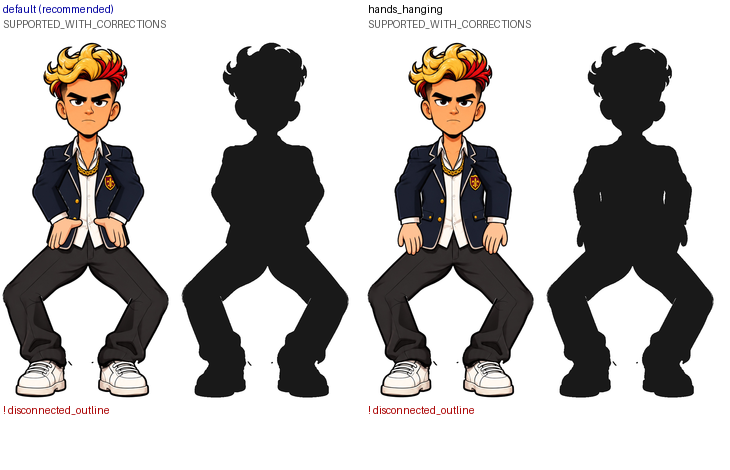 default (recommended)
SUPPORTED_WITH_CORRECTIONS
! disconnected_outline
hands_hanging
SUPPORTED_WITH_CORRECTIONS
! disconnected_outline